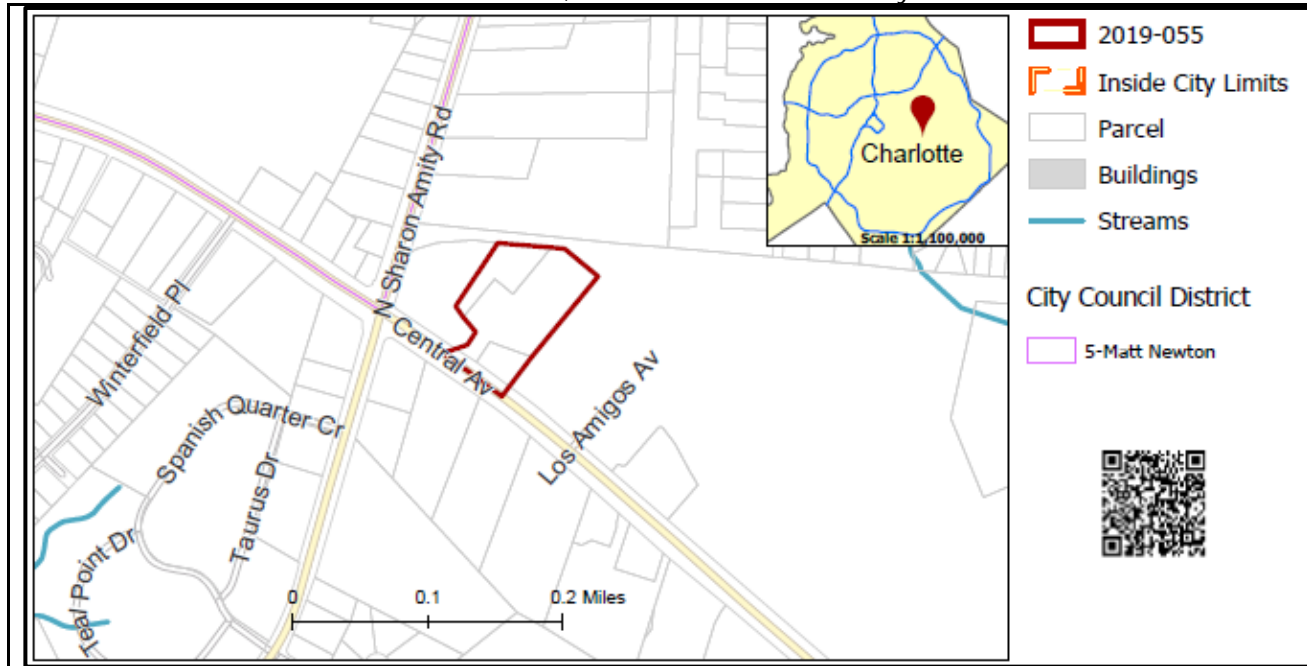 N Sharon Amity Rd
Central Av
Winterfield Pl
Spanish Quarter Cr
Taurus Dr
Teal Point Dr
Los Amigos Av
0 0.1 0.2 Miles
Charlotte
Scale 1:1,100,000
2019-055
Inside City Limits
Parcel
Buildings
Streams
City Council District
5-Matt Newton